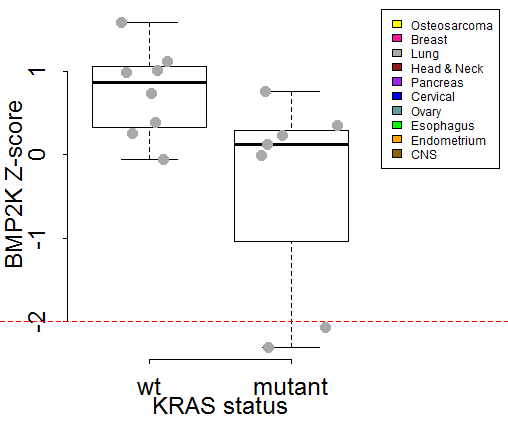 Osteosarcoma
Breast
Lung
Head & Neck
Pancreas
Cervical
Ovary
Esophagus
Endometrium
CNS
BMP2K Z-score
1
0
-1
-2
wt
mutant
KRAS status